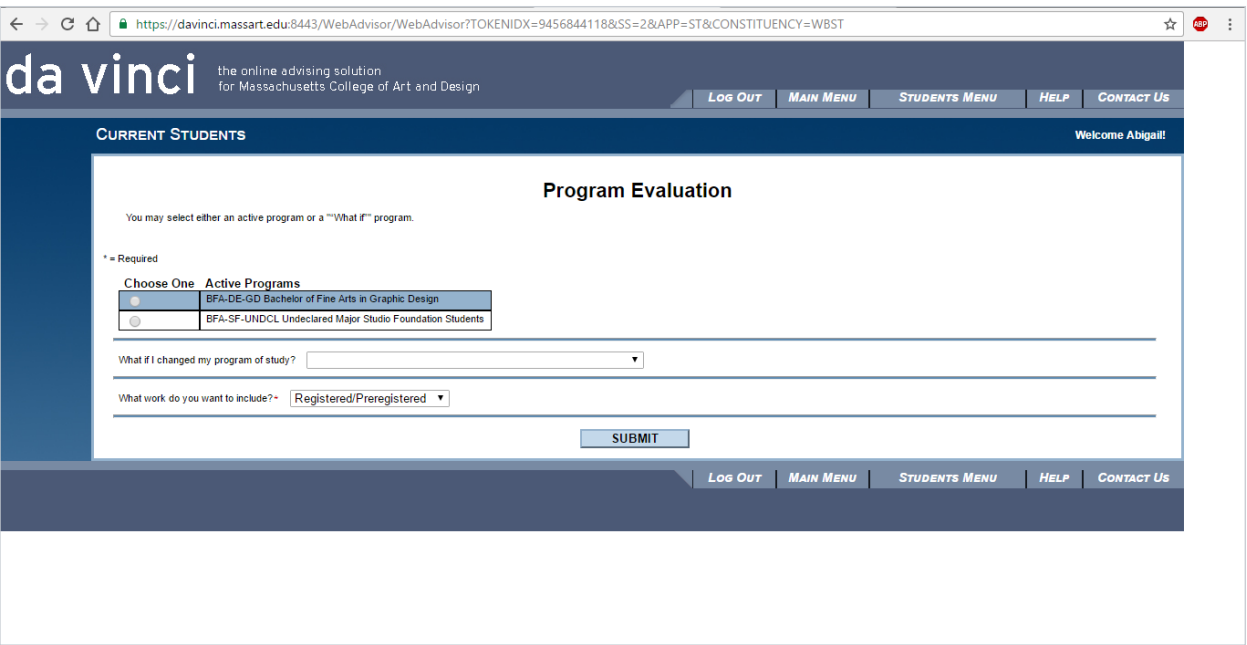 https://davinci.massart.edu:8443/WebAdvisor/WebAdvisor?TOKENIDX=9456844118&SS=2&APP=ST&CONSTITUENCY=WBST
ABP
da vinci
the online advising solution
for Massachusetts College of Art and Design
LOG OUT MAIN MENU STUDENTS MENU HELP CONTACT US
CURRENT STUDENTS Welcome Abigail!
Program Evaluation
You may select either an active program or a ""What if"" program.
* = Required
Choose One Active Programs
BFA-DE-GD Bachelor of Fine Arts in Graphic Design
BFA-SF-UNDCL Undeclared Major Studio Foundation Students
What if I changed my program of study?
What work do you want to include?* Registered/Preregistered
SUBMIT
LOG OUT MAIN MENU STUDENTS MENU HELP CONTACT US